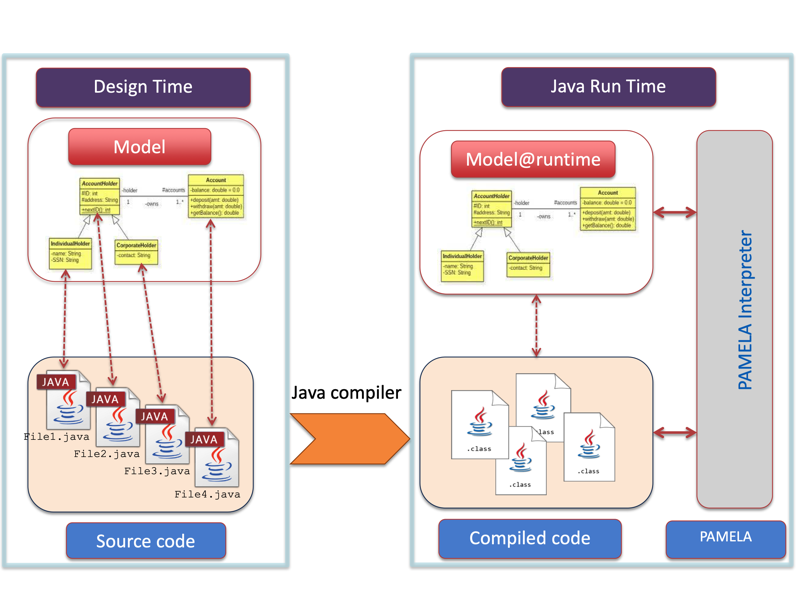 Design Time
Model
AccountHolder
#ID: int
#address: String
+nextID(): int
-holder
1
-owns
#accounts
1..*
Account
-balance: double = 0.0
+deposit(amt: double)
+withdraw(amt: double)
+getBalance(): double
IndividualHolder
-name: String
-SSN: String
CorporateHolder
-contact: String
JAVA
File1.java
JAVA
File2.java
JAVA
File3.java
JAVA
File4.java
Source code
Java compiler
Java Run Time
Model@runtime
AccountHolder
#ID: int
#address: String
+nextID(): int
-holder
1
-owns
#accounts
1..*
Account
-balance: double = 0.0
+deposit(amt: double)
+withdraw(amt: double)
+getBalance(): double
IndividualHolder
-name: String
-SSN: String
CorporateHolder
-contact: String
.class
.class
.class
.class
Compiled code
PAMELA Interpreter
PAMELA